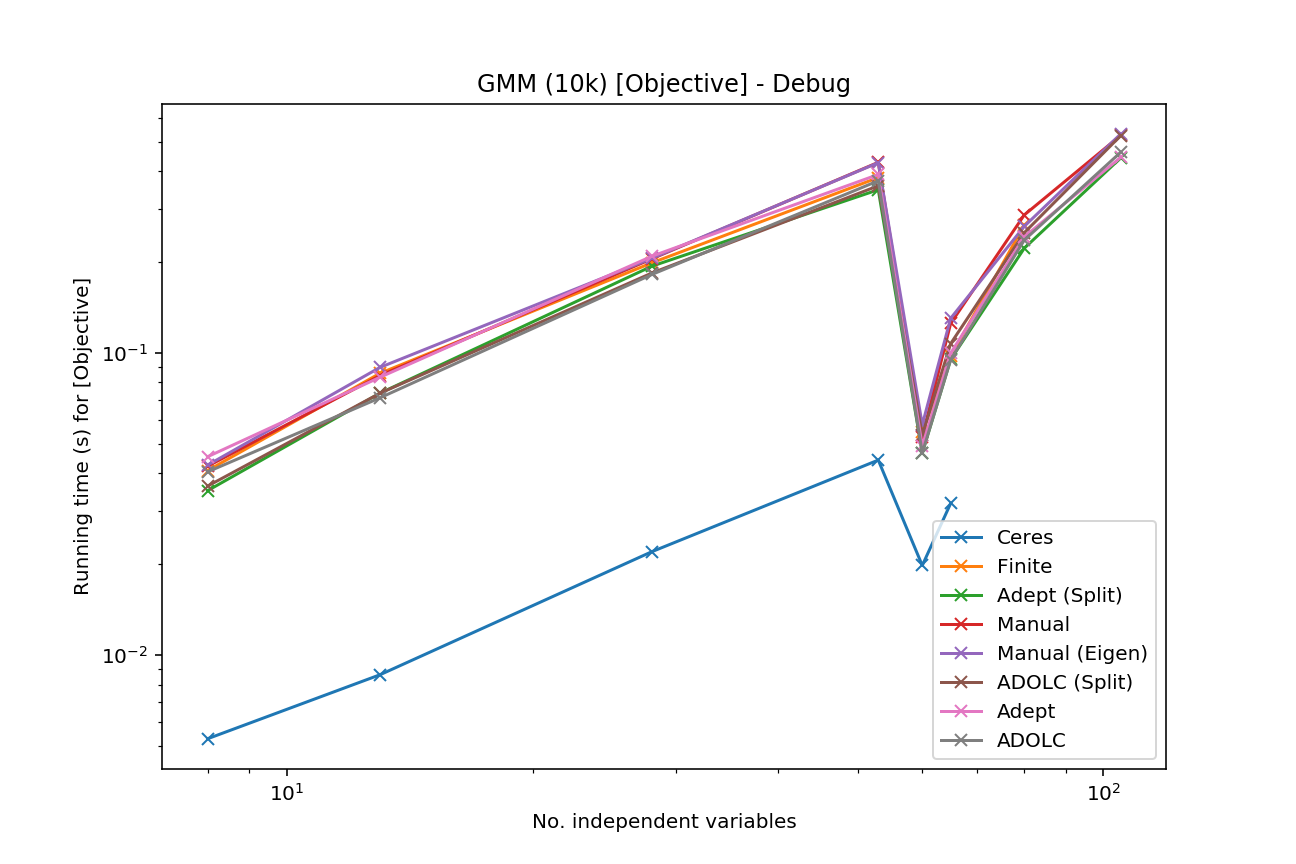 GMM (10k) [Objective] - Debug
Running time (s) for [Objective]
10⁻¹
10⁻²
Ceres
Finite
Adept (Split)
Manual
Manual (Eigen)
ADOLC (Split)
Adept
ADOLC
10¹
10²
No. independent variables